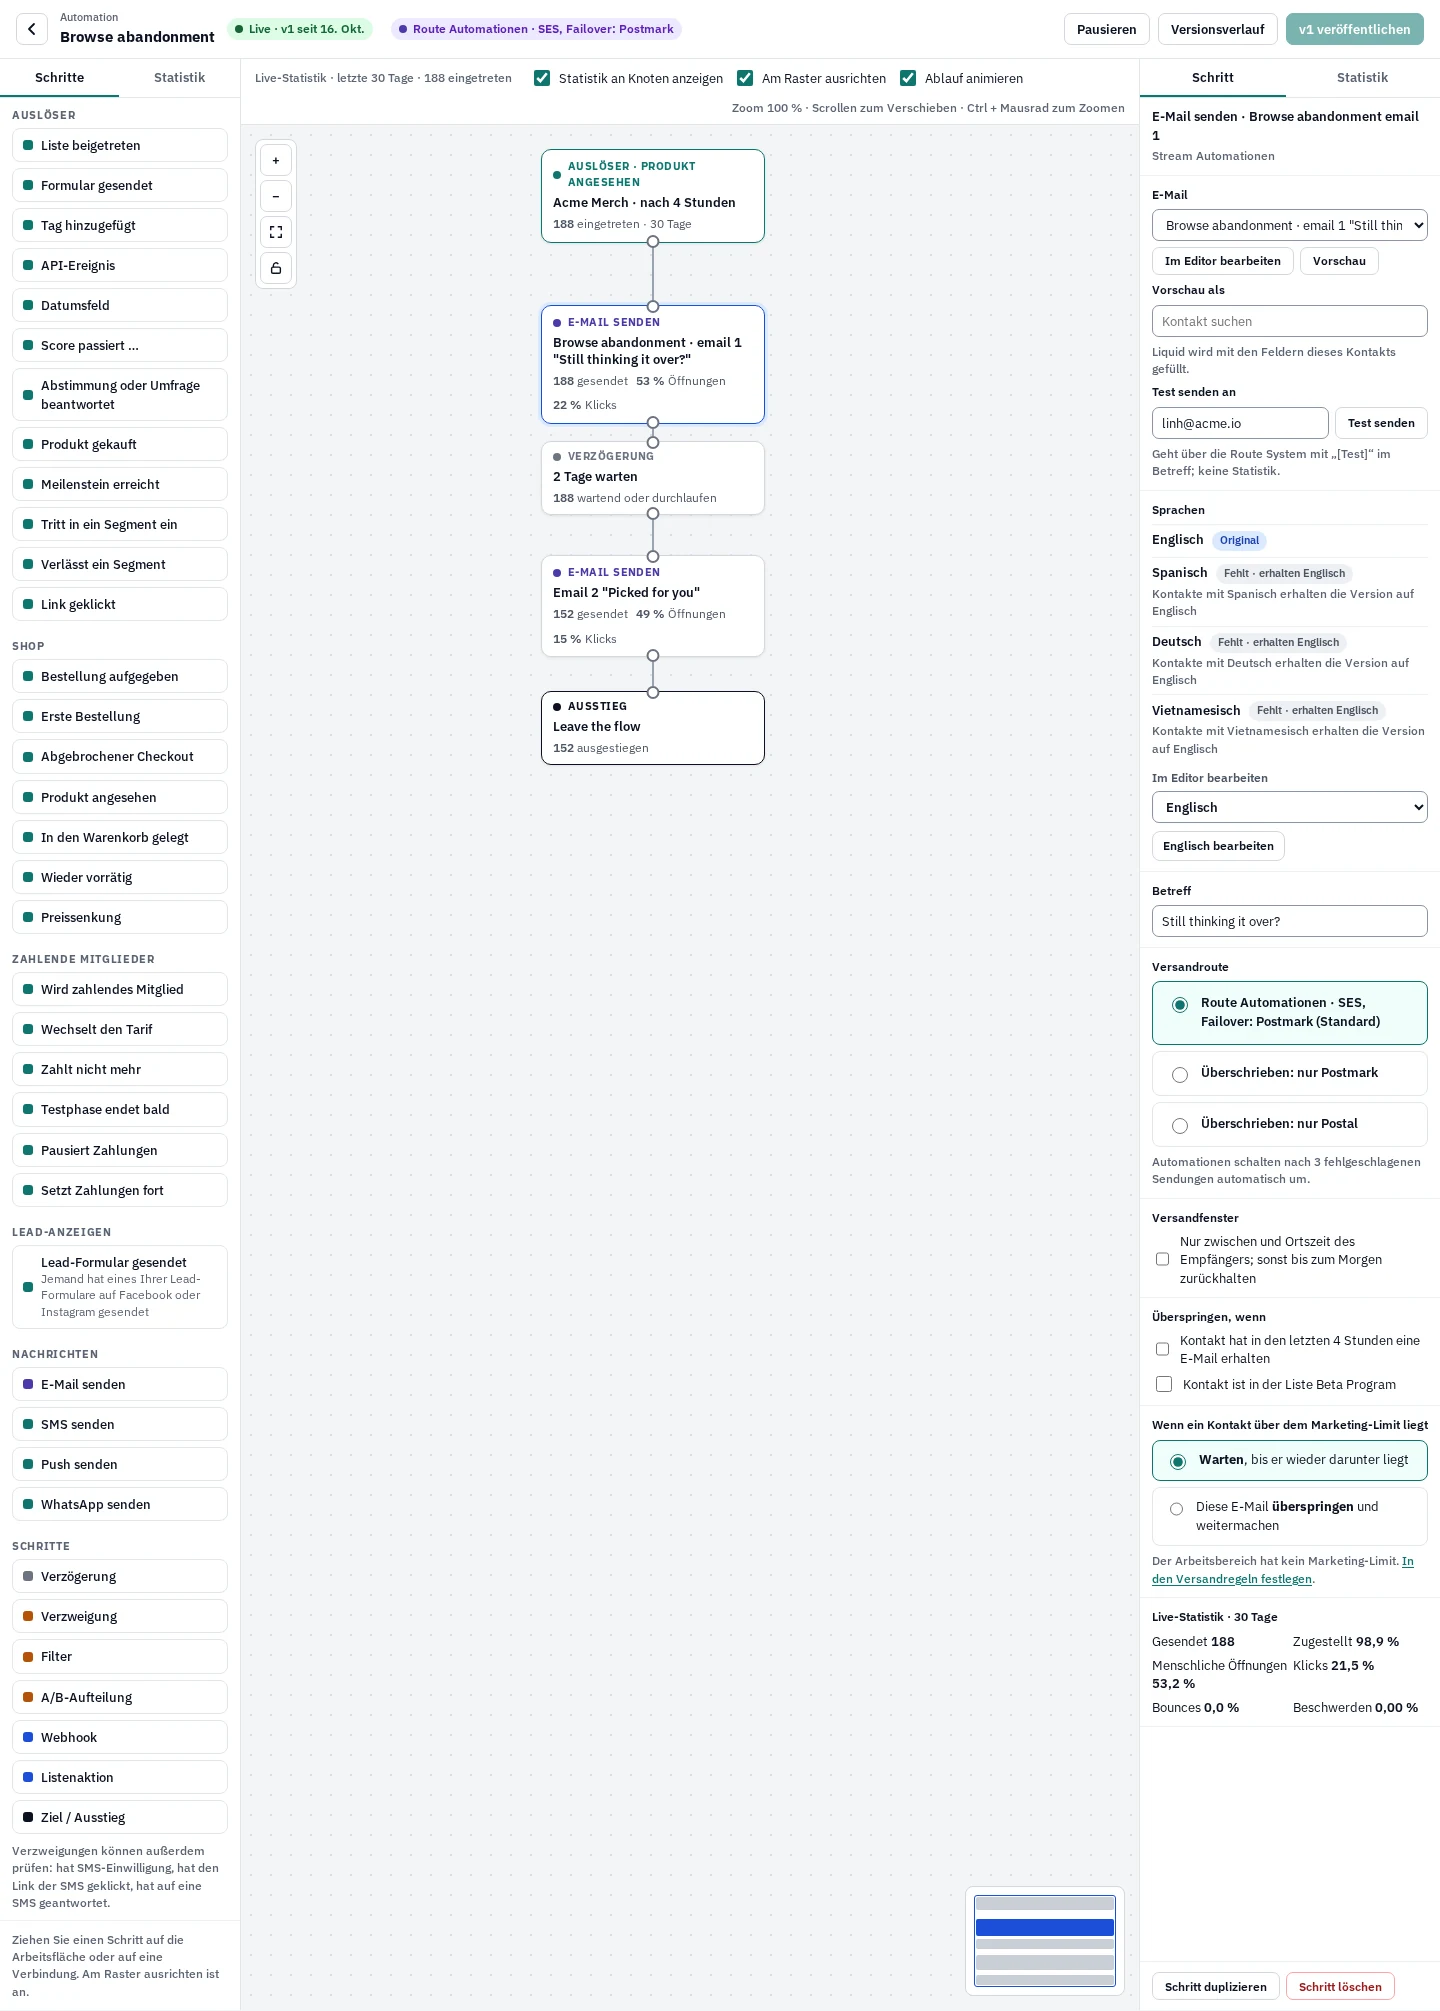 Automation
Browse abandonment
Live · v1 seit 16. Okt.
Route Automationen · SES, Failover: Postmark
Pausieren
Versionsverlauf
v1 veröffentlichen
Schritte
Statistik
AUSLÖSER
Liste beigetreten
Formular gesendet
Tag hinzugefügt
API-Ereignis
Datumsfeld
Score passiert ...
Abstimmung oder Umfrage
beantwortet
Produkt gekauft
Meilenstein erreicht
Tritt in ein Segment ein
Verlässt ein Segment
Link geklickt
SHOP
Bestellung aufgegeben
Erste Bestellung
Abgebrochener Checkout
Produkt angesehen
In den Warenkorb gelegt
Wieder vorrätig
Preissenkung
ZAHLENDE MITGLIEDER
Wird zahlendes Mitglied
Wechselt den Tarif
Zahlt nicht mehr
Testphase endet bald
Pausiert Zahlungen
Setzt Zahlungen fort
LEAD-ANZEIGEN
Lead-Formular gesendet
Jemand hat eines Ihrer Lead-
Formulare auf Facebook oder
Instagram gesendet
NACHRICHTEN
E-Mail senden
SMS senden
Push senden
WhatsApp senden
SCHRITTE
Verzögerung
Verzweigung
Filter
A/B-Aufteilung
Webhook
Listenaktion
Ziel / Ausstieg
Verzweigungen können außerdem
prüfen: hat SMS-Einwilligung, hat den
Link der SMS geklickt, hat auf eine
SMS geantwortet.
Ziehen Sie einen Schritt auf die
Arbeitsfläche oder auf eine
Verbindung. Am Raster ausrichten ist
an.
Live-Statistik · letzte 30 Tage · 188 eingetreten
Statistik an Knoten anzeigen
Am Raster ausrichten
Ablauf animieren
Zoom 100 % · Scrollen zum Verschieben · Ctrl + Mausrad zum Zoomen
+
−
AUSLÖSER · PRODUKT
ANGESEHEN
Acme Merch · nach 4 Stunden
188 eingetreten · 30 Tage
E-MAIL SENDEN
Browse abandonment · email 1
"Still thinking it over?"
188 gesendet 53 % Öffnungen
22 % Klicks
VERZÖGERUNG
2 Tage warten
188 wartend oder durchlaufen
E-MAIL SENDEN
Email 2 "Picked for you"
152 gesendet 49 % Öffnungen
15 % Klicks
AUSSTIEG
Leave the flow
152 ausgestiegen
Schritt
Statistik
E-Mail senden · Browse abandonment email
1
Stream Automationen
E-Mail
Browse abandonment · email 1 "Still thin
Im Editor bearbeiten
Vorschau
Vorschau als
Kontakt suchen
Liquid wird mit den Feldern dieses Kontakts
gefüllt.
Test senden an
linh@acme.io
Test senden
Geht über die Route System mit „[Test]“ im
Betreff; keine Statistik.
Sprachen
Englisch Original
Spanisch Fehlt · erhalten Englisch
Kontakte mit Spanisch erhalten die Version auf
Englisch
Deutsch Fehlt · erhalten Englisch
Kontakte mit Deutsch erhalten die Version auf
Englisch
Vietnamesisch Fehlt · erhalten Englisch
Kontakte mit Vietnamesisch erhalten die Version
auf Englisch
Im Editor bearbeiten
Englisch
Englisch bearbeiten
Betreff
Still thinking it over?
Versandroute
Route Automationen · SES,
Failover: Postmark (Standard)
Überschrieben: nur Postmark
Überschrieben: nur Postal
Automationen schalten nach 3 fehlgeschlagenen
Sendungen automatisch um.
Versandfenster
Nur zwischen und Ortszeit des
Empfängers; sonst bis zum Morgen
zurückhalten
Überspringen, wenn
Kontakt hat in den letzten 4 Stunden eine
E-Mail erhalten
Kontakt ist in der Liste Beta Program
Wenn ein Kontakt über dem Marketing-Limit liegt
Warten, bis er wieder darunter liegt
Diese E-Mail überspringen und
weitermachen
Der Arbeitsbereich hat kein Marketing-Limit. In
den Versandregeln festlegen.
Live-Statistik · 30 Tage
Gesendet 188
Zugestellt 98,9 %
Menschliche Öffnungen
53,2 %
Klicks 21,5 %
Bounces 0,0 %
Beschwerden 0,00 %
Schritt duplizieren
Schritt löschen